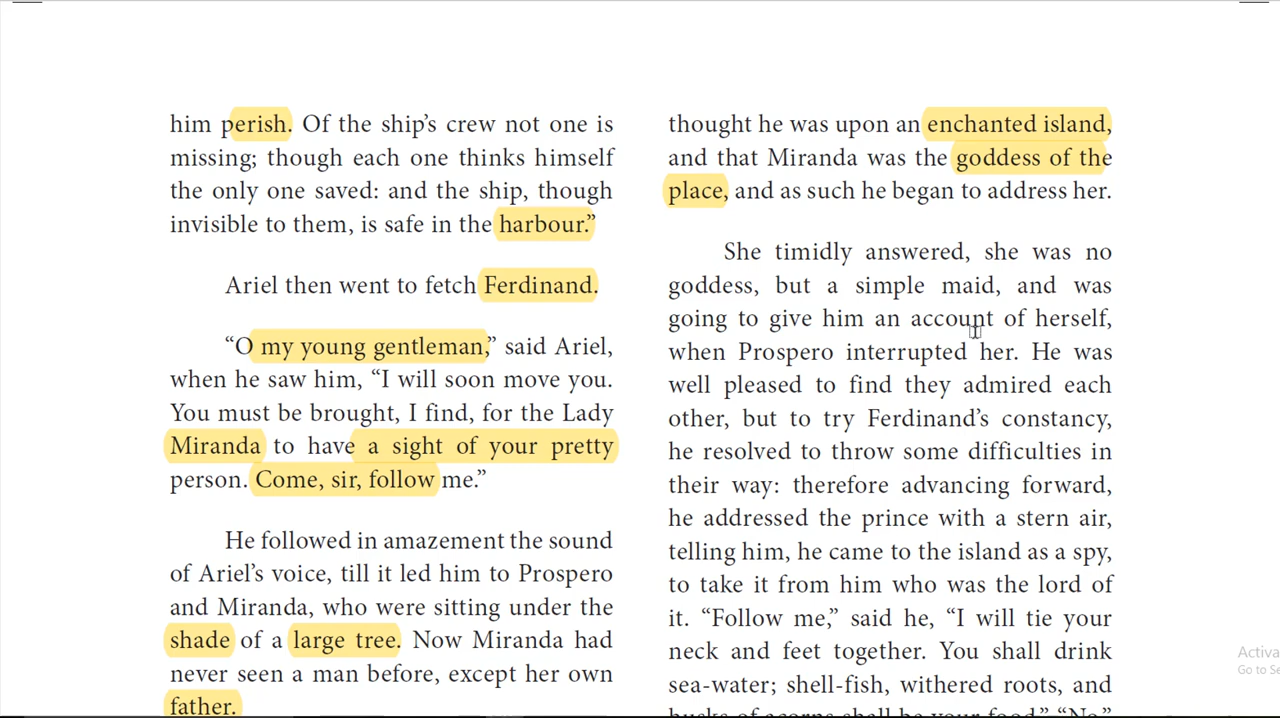 him perish. Of the ship’s crew not one is
missing; though each one thinks himself
the only one saved: and the ship, though
invisible to them, is safe in the harbour.”
Ariel then went to fetch Ferdinand.
“O my young gentleman,” said Ariel,
when he saw him, “I will soon move you.
You must be brought, I find, for the Lady
Miranda to have a sight of your pretty
person. Come, sir, follow me.”
He followed in amazement the sound
of Ariel’s voice, till it led him to Prospero
and Miranda, who were sitting under the
shade of a large tree. Now Miranda had
never seen a man before, except her own
father.
thought he was upon an enchanted island,
and that Miranda was the goddess of the
place, and as such he began to address her.
She timidly answered, she was no
goddess, but a simple maid, and was
going to give him an account of herself,
when Prospero interrupted her. He was
well pleased to find they admired each
other, but to try Ferdinand’s constancy,
he resolved to throw some difficulties in
their way: therefore advancing forward,
he addressed the prince with a stern air,
telling him, he came to the island as a spy,
to take it from him who was the lord of
it. “Follow me,” said he, “I will tie your
neck and feet together. You shall drink
sea-water; shell-fish, withered roots, and
husks of acorns shall be your food.” “No,”
Activa
Go to Se